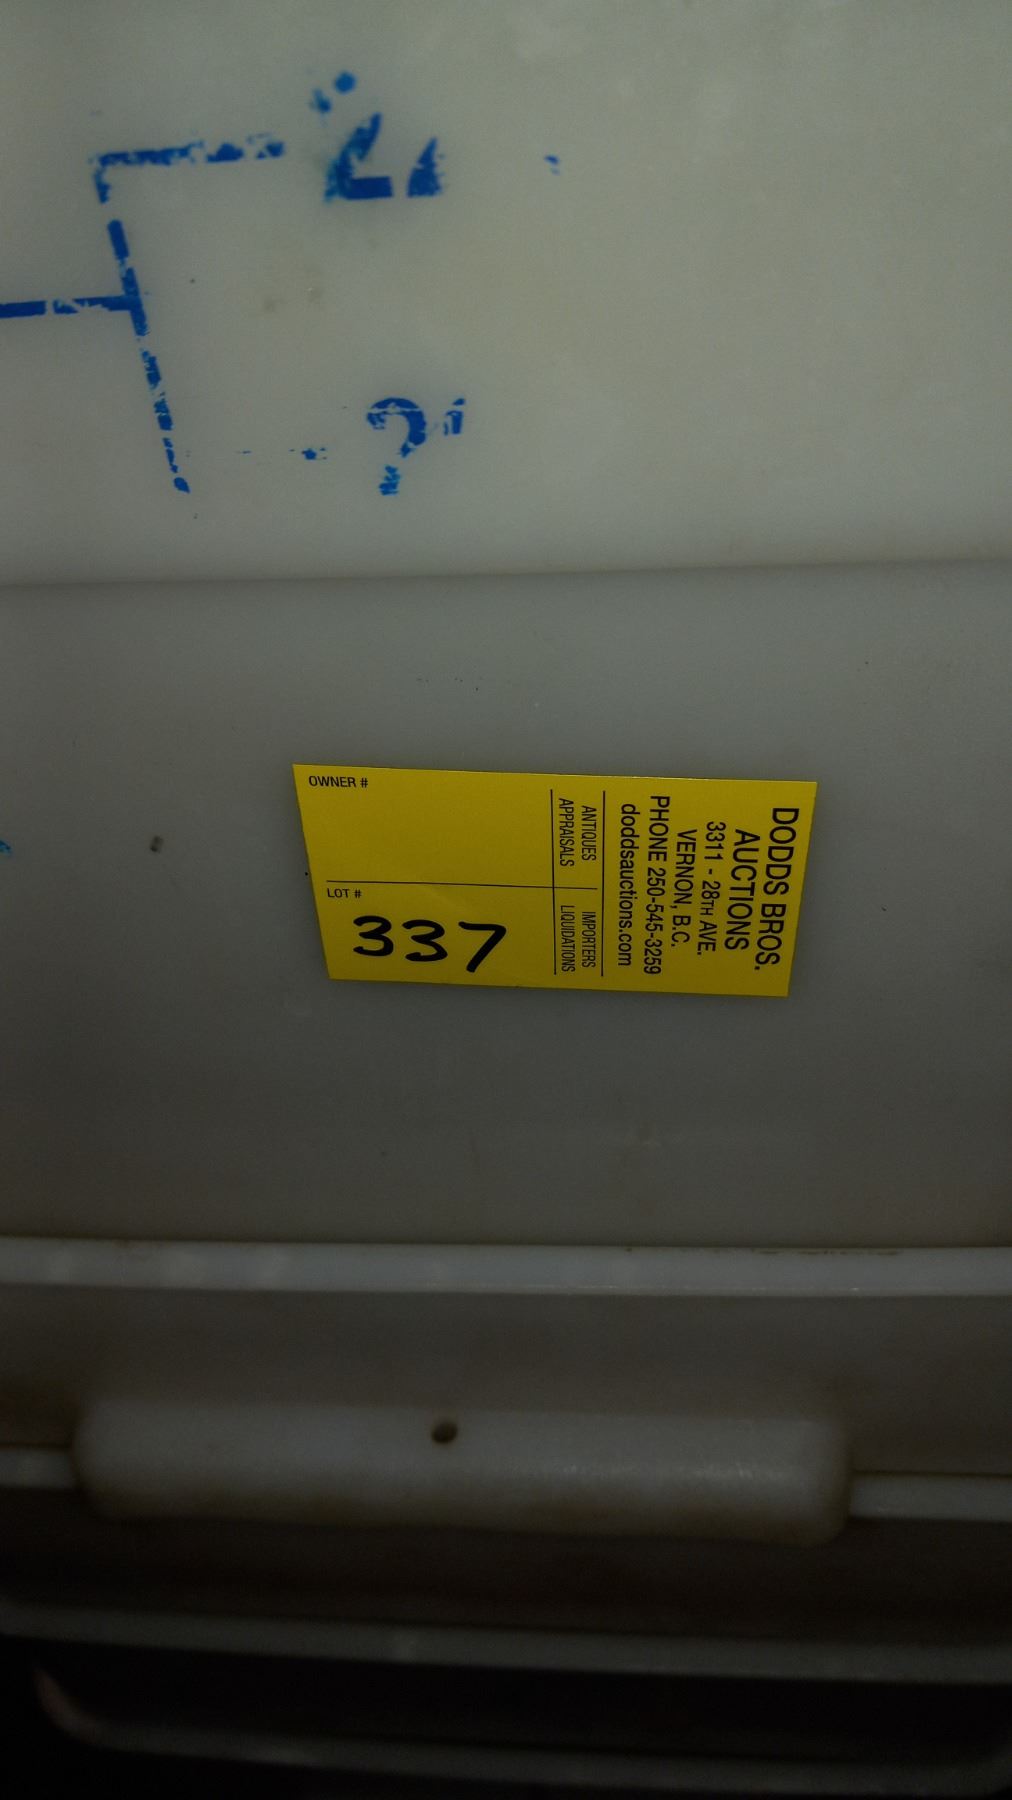 DODDS BROS.
AUCTIONS
3311 - 28TH AVE.
VERNON, B.C.
PHONE 250-545-3259
doddsauctions.com
ANTIQUES
APPRAISALS
IMPORTERS
LIQUIDATIONS
OWNER #
LOT #
337